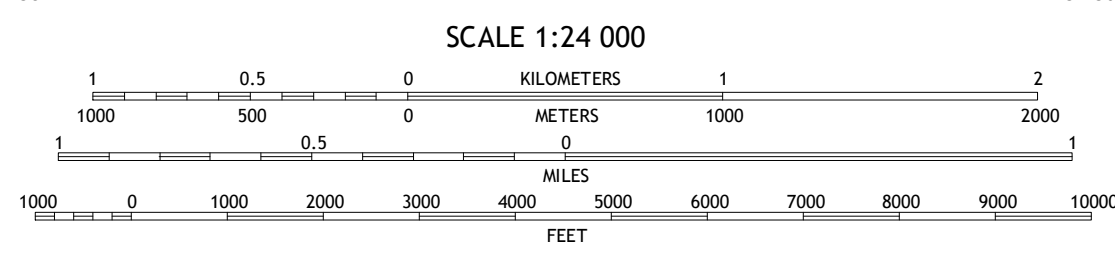 SCALE 1:24 000
1 0.5 0 KILOMETERS 1 2
1000 500 0 METERS 1000 2000
1 0.5 0 1
MILES
1000 0 1000 2000 3000 4000 5000 6000 7000 8000 9000 10000
FEET